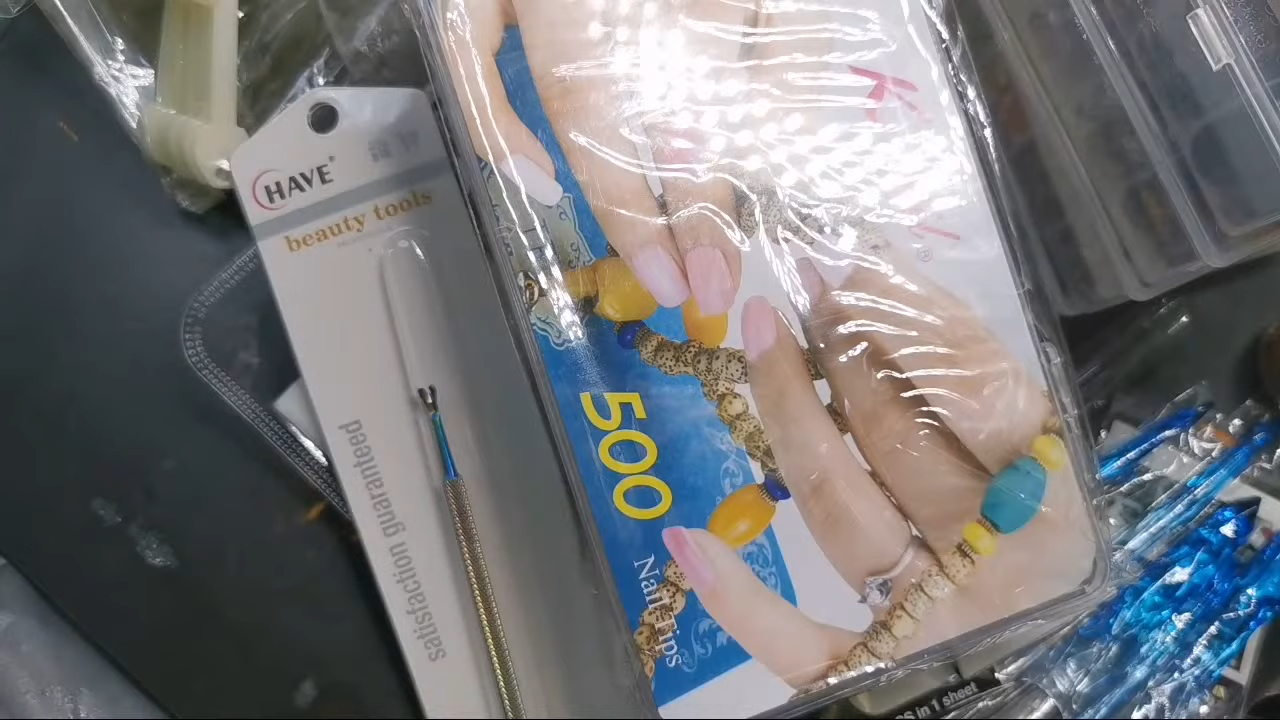 HAVE®
beauty tools
satisfaction guaranteed
500
Nail Tips
in 1 sheet